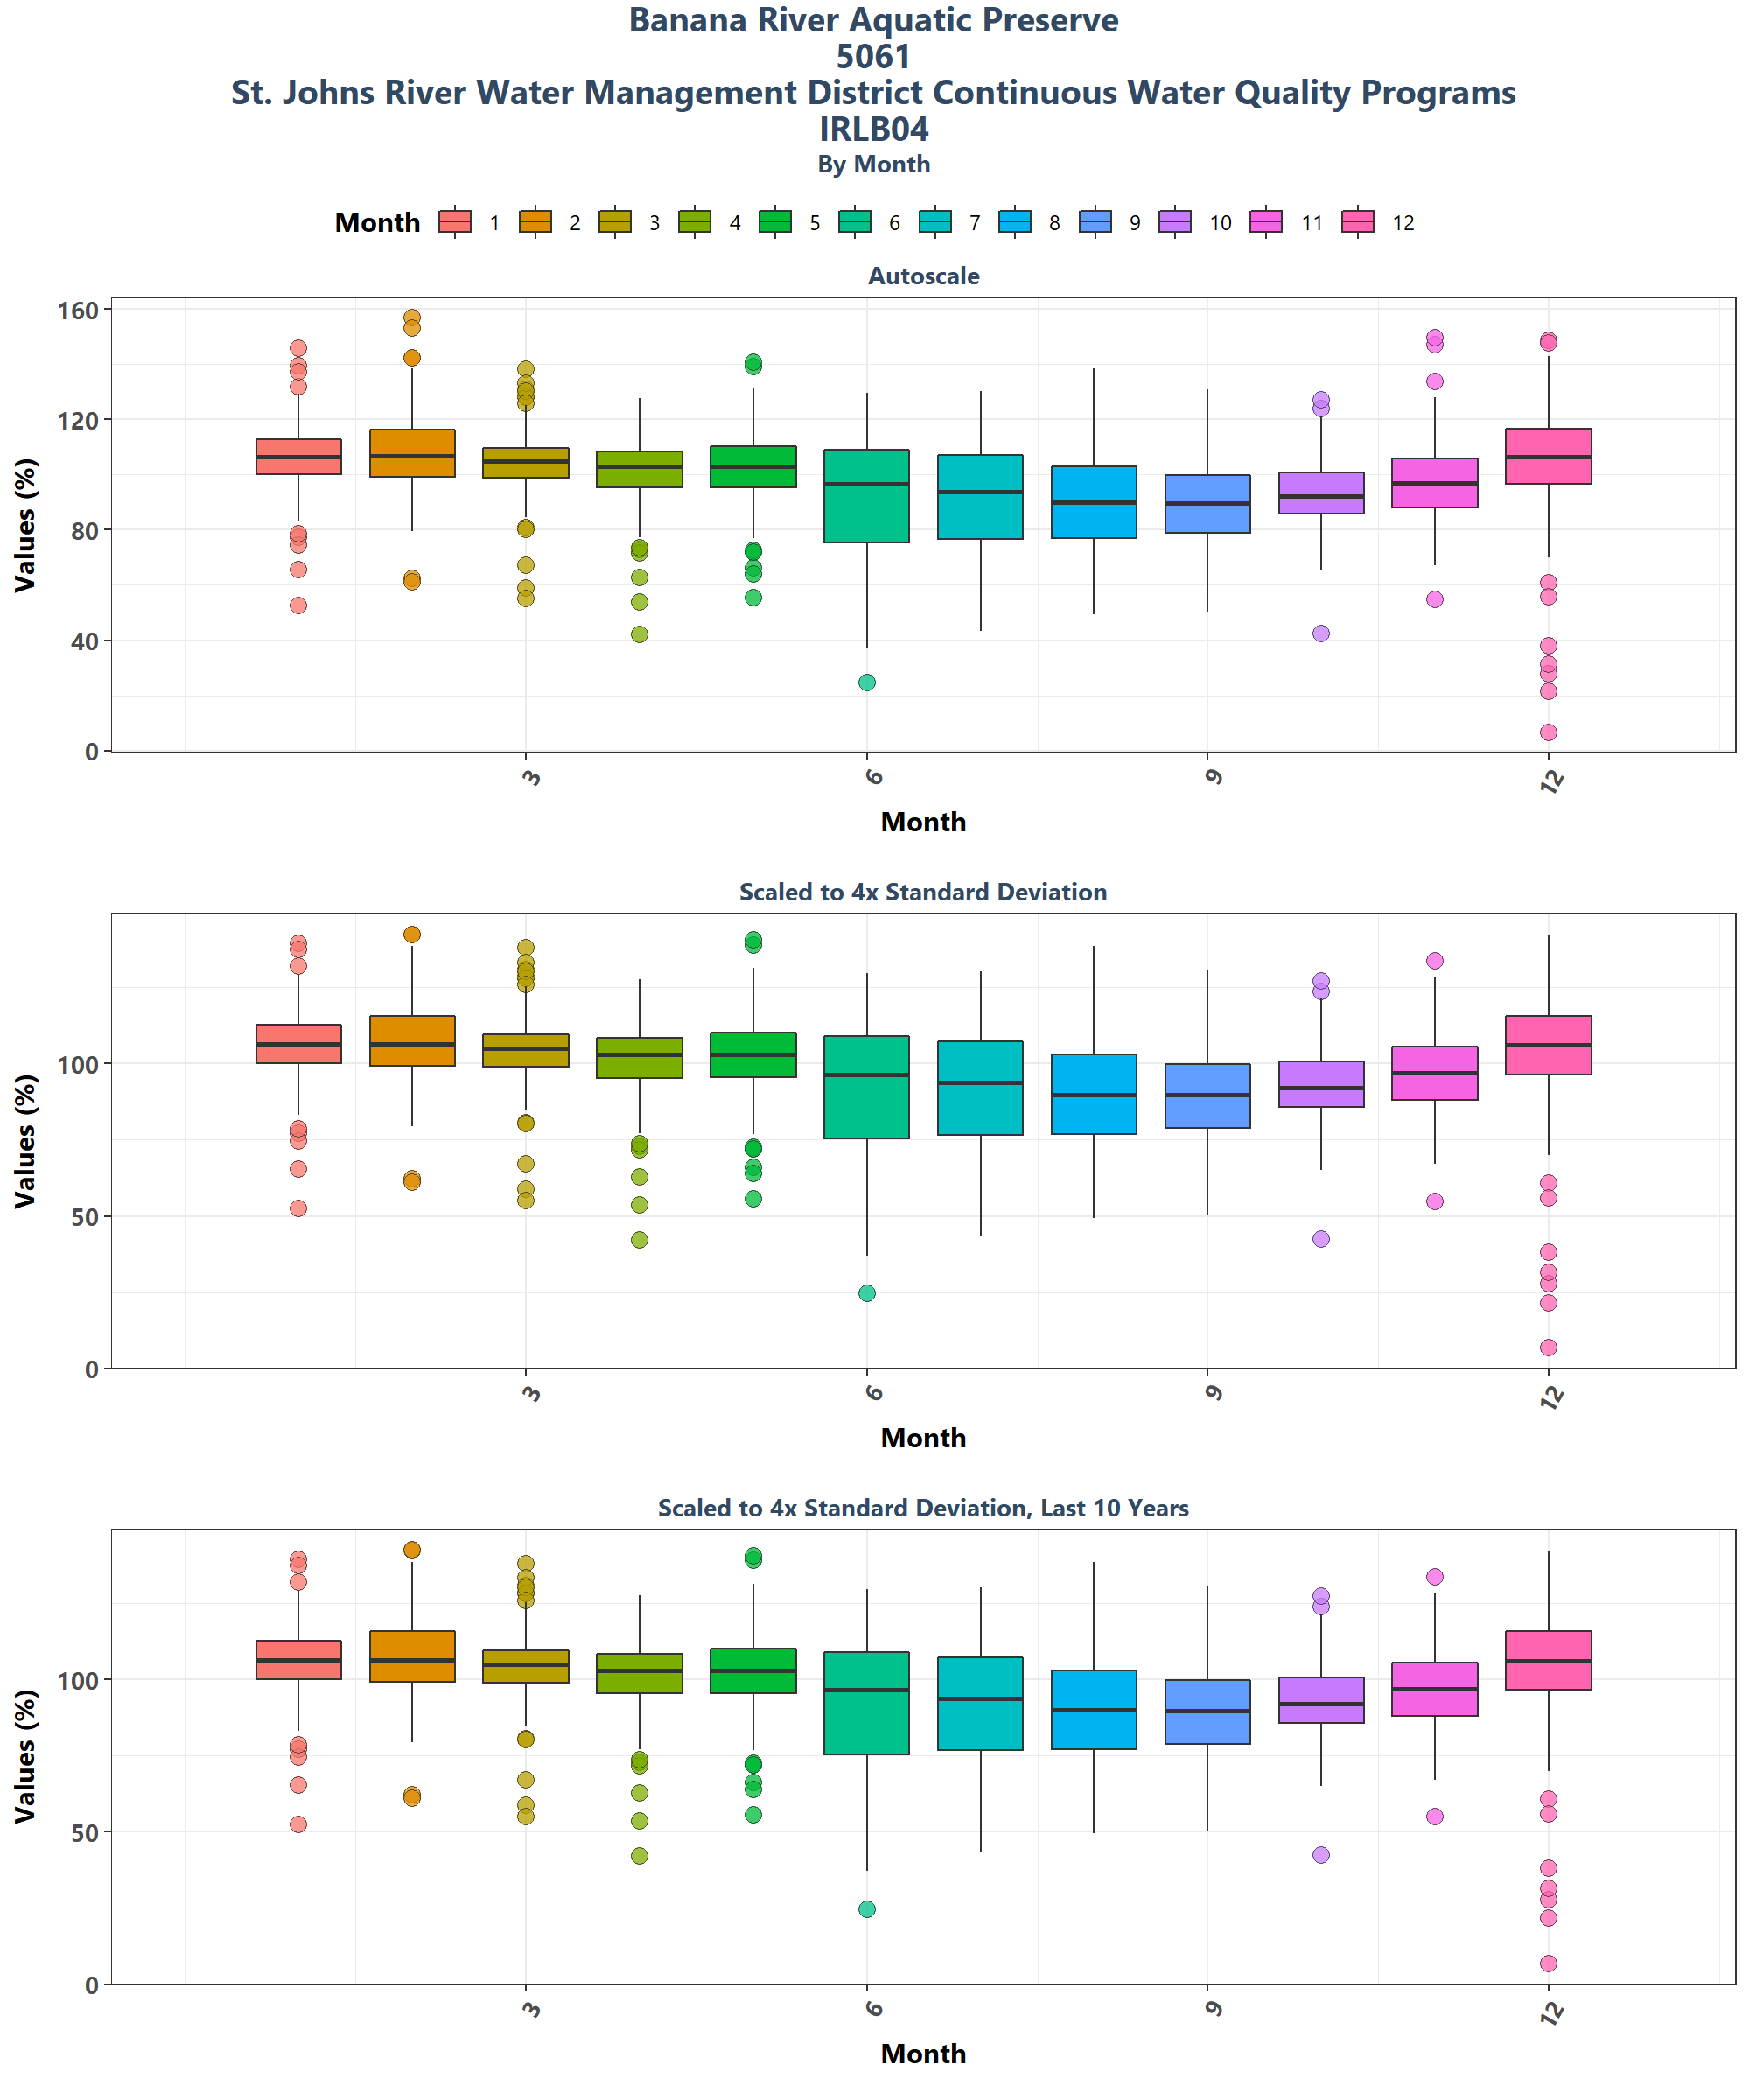 Banana River Aquatic Preserve
5061
St. Johns River Water Management District Continuous Water Quality Programs
IRLB04
By Month
Month 1 2 3 4 5 6 7 8 9 10 11 12
Autoscale
Values (%)
160
120
80
40
0
3 6 9 12
Month
Scaled to 4x Standard Deviation
Values (%)
100
50
0
3 6 9 12
Month
Scaled to 4x Standard Deviation, Last 10 Years
Values (%)
100
50
0
3 6 9 12
Month